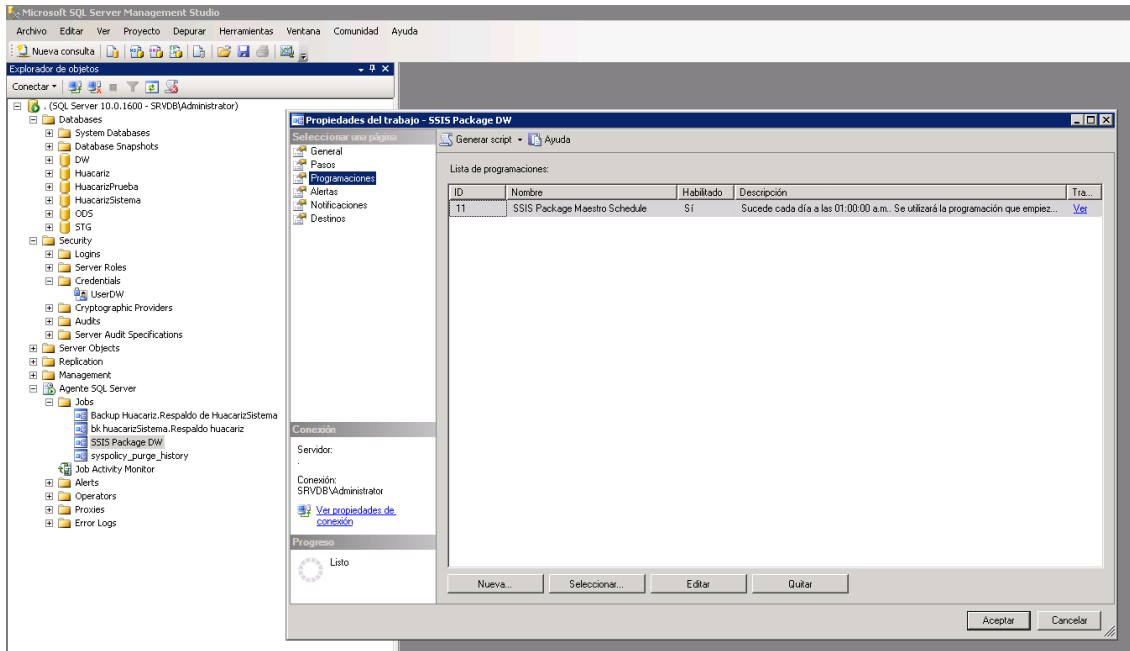 Microsoft SQL Server Management Studio
Archivo Editar Ver Proyecto Depurar Herramientas Ventana Comunidad Ayuda
Nueva consulta
Explorador de objetos
Conectar
. (SQL Server 10.0.1600 - SRVDB\Administrator)
Databases
System Databases
Database Snapshots
DW
Huacariz
HuacarizPrueba
HuacarizSistema
ODS
STG
Security
Logins
Server Roles
Credentials
UserDW
Cryptographic Providers
Audits
Server Audit Specifications
Server Objects
Replication
Management
Agente SQL Server
Jobs
Backup Huacariz.Respaldo de HuacarizSistema
bk huacarizSistema.Respaldo huacariz
SSIS Package DW
syspolicy_purge_history
Job Activity Monitor
Alerts
Operators
Proxies
Error Logs
Propiedades del trabajo - SSIS Package DW
Seleccionar una página
General
Pasos
Programaciones
Alertas
Notificaciones
Destinos
Conexión
Servidor:
.
Conexión:
SRVDB\Administrator
Ver propiedades de
conexión
Progreso
Listo
Generar script Ayuda
Lista de programaciones:
ID Nombre Habilitado Descripción Tra...
11 SSIS Package Maestro Schedule Sí Sucede cada día a las 01:00:00 a.m.. Se utilizará la programación que empiez... Ver
Nueva... Seleccionar... Editar Quitar
Aceptar Cancelar